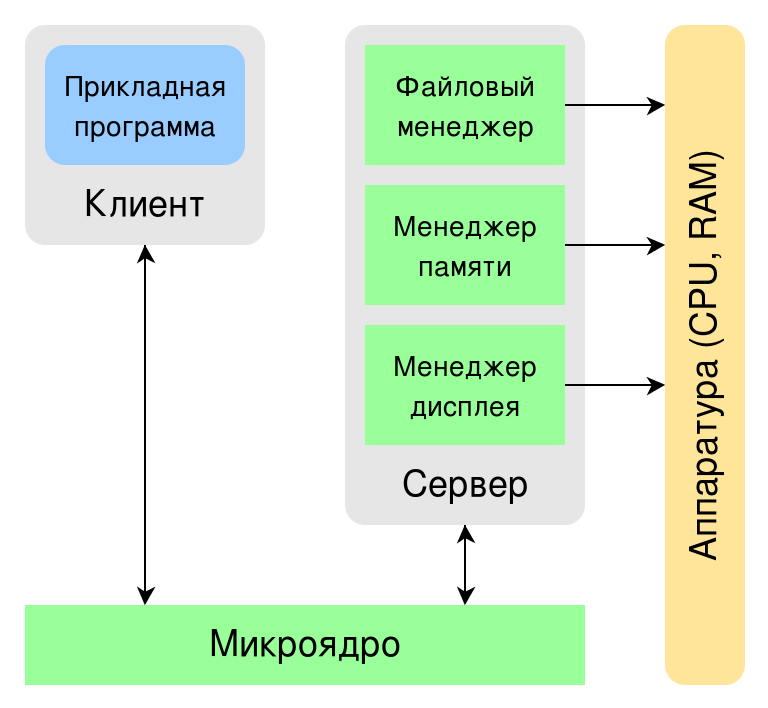 Прикладная
программа
Клиент
Файловый
менеджер
Менеджер
памяти
Менеджер
дисплея
Сервер
Микроядро
Аппаратура (CPU, RAM)